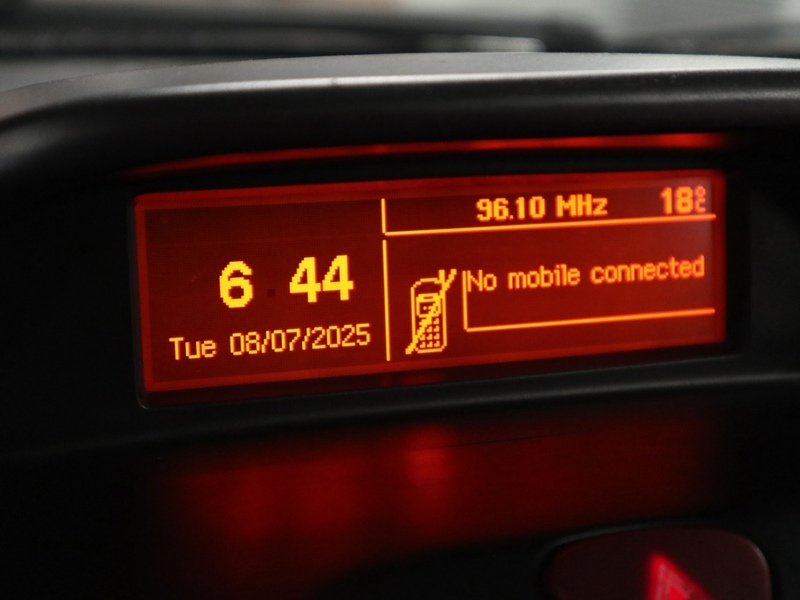 96.10 MHz 18°C
6 44
No mobile connected
Tue 08/07/2025